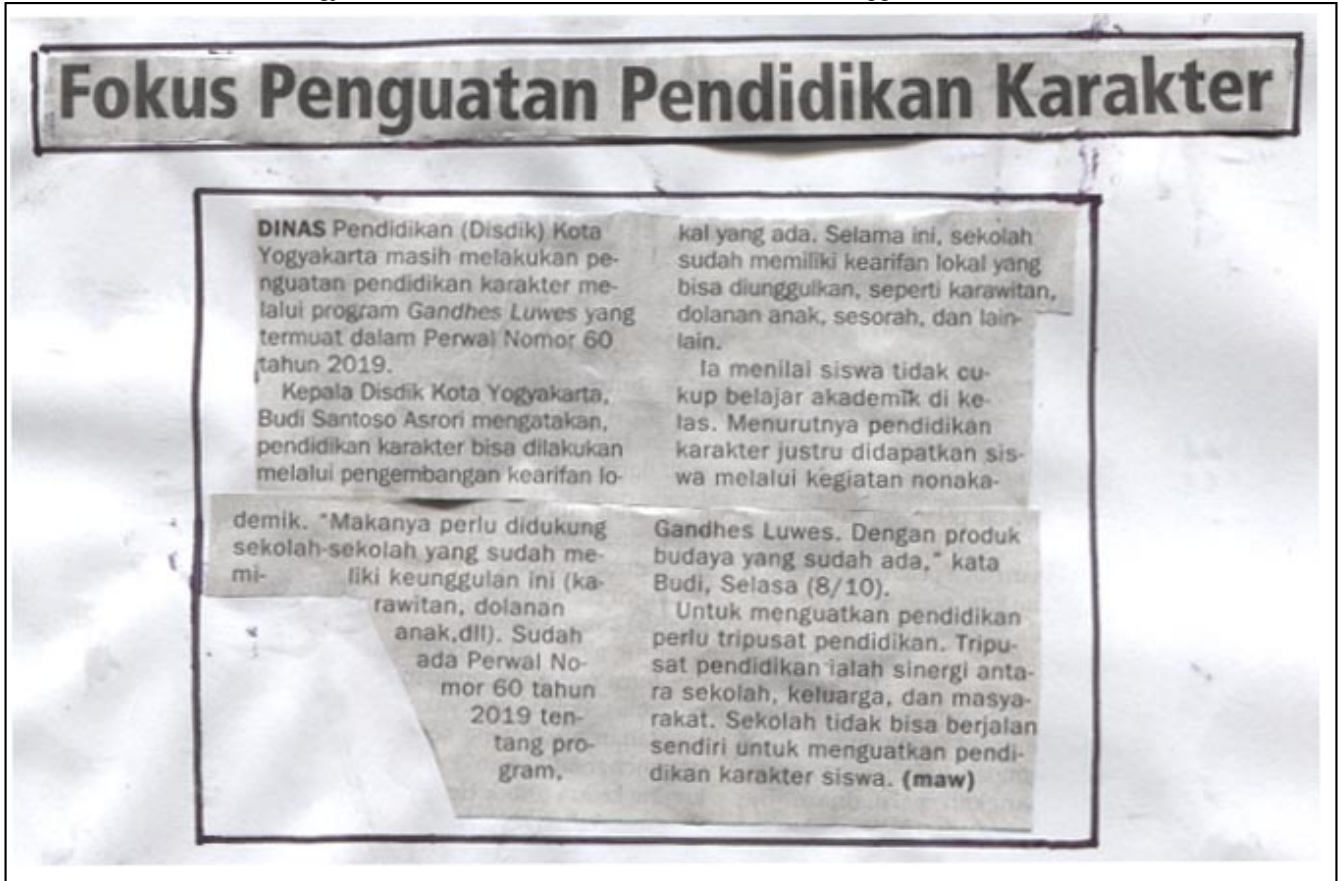 Fokus Penguatan Pendidikan Karakter
DINAS Pendidikan (Disdik) Kota
Yogyakarta masih melakukan pe-
nguatan pendidikan karakter me-
lalui program Gandhes Luwes yang
termuat dalam Perwal Nomor 60
tahun 2019.
Kepala Disdik Kota Yogyakarta,
Budi Santoso Asrori mengatakan,
pendidikan karakter bisa dilakukan
melalui pengembangan kearifan lo-
kal yang ada. Selama ini, sekolah
sudah memiliki kearifan lokal yang
bisa diunggulkan, seperti karawitan,
dolanan anak, sesorah, dan lain-
lain.
Ia menilai siswa tidak cu-
kup belajar akademik di ke-
las. Menurutnya pendidikan
karakter justru didapatkan sis-
wa melalui kegiatan nonaka-
demik. "Makanya perlu didukung
sekolah-sekolah yang sudah me-
mi- liki keunggulan ini (ka-
rawitan, dolanan
anak,dll). Sudah
ada Perwal No-
mor 60 tahun
2019 ten-
tang pro-
gram,
Gandhes Luwes. Dengan produk
budaya yang sudah ada," kata
Budi, Selasa (8/10).
Untuk menguatkan pendidikan
perlu tripusat pendidikan. Tripu-
sat pendidikan ialah sinergi anta-
ra sekolah, keluarga, dan masya-
rakat. Sekolah tidak bisa berjalan
sendiri untuk menguatkan pendi-
dikan karakter siswa. (maw)